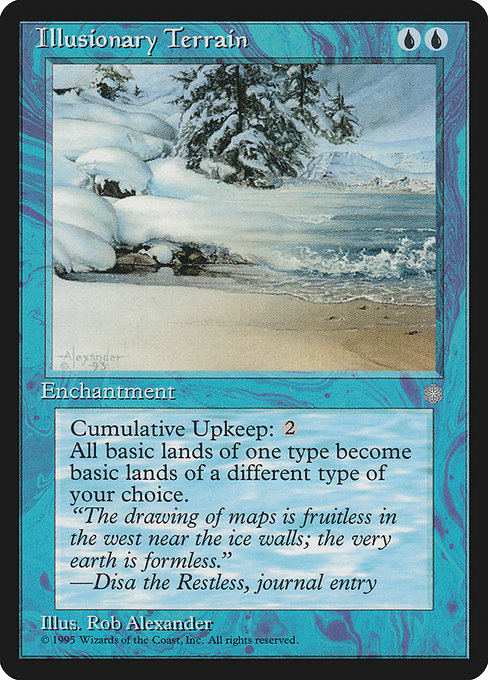 Illusionary Terrain
Alexander
© 93
Enchantment
Cumulative Upkeep: 2
All basic lands of one type become
basic lands of a different type of
your choice.
“The drawing of maps is fruitless in
the west near the ice walls; the very
earth is formless.”
—Disa the Restless, journal entry
Illus. Rob Alexander
© 1995 Wizards of the Coast, Inc. All rights reserved.